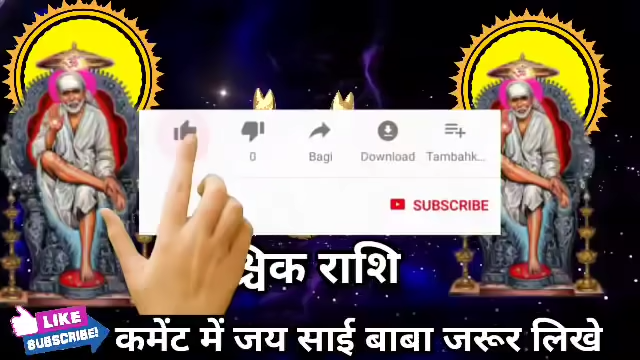 0 Bagi Download Tambahk...
SUBSCRIBE
श्चिक राशि
LIKE
SUBSCRIBE!
कमेंट में जय साई बाबा जरूर लिखे